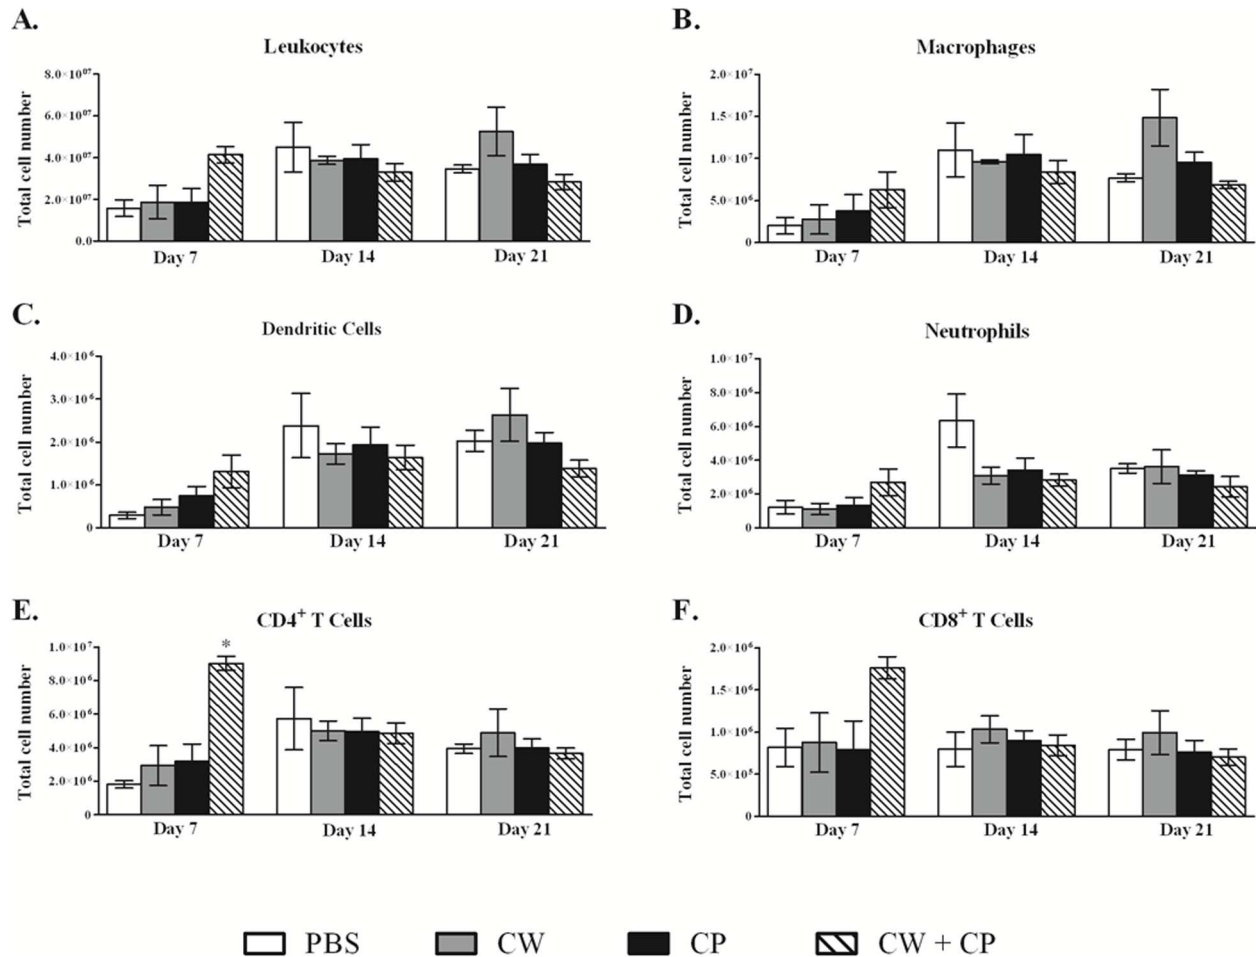 A.
Leukocytes
Total cell number
8.0×10⁰⁷
6.0×10⁰⁷
4.0×10⁰⁷
2.0×10⁰⁷
0.0
Day 7 Day 14 Day 21
B.
Macrophages
Total cell number
2.0×10⁷
1.5×10⁷
1.0×10⁷
5.0×10⁶
0
Day 7 Day 14 Day 21
C.
Dendritic Cells
Total cell number
4.0×10⁶
3.0×10⁶
2.0×10⁶
1.0×10⁶
0
Day 7 Day 14 Day 21
D.
Neutrophils
Total cell number
1.0×10⁷
8.0×10⁶
6.0×10⁶
4.0×10⁶
2.0×10⁶
0
Day 7 Day 14 Day 21
E.
CD4⁺ T Cells
Total cell number
1.0×10⁷
8.0×10⁶
6.0×10⁶
4.0×10⁶
2.0×10⁶
0
*
Day 7 Day 14 Day 21
F.
CD8⁺ T Cells
Total cell number
2.0×10⁶
1.5×10⁶
1.0×10⁶
5.0×10⁵
0
Day 7 Day 14 Day 21
PBS CW CP CW + CP